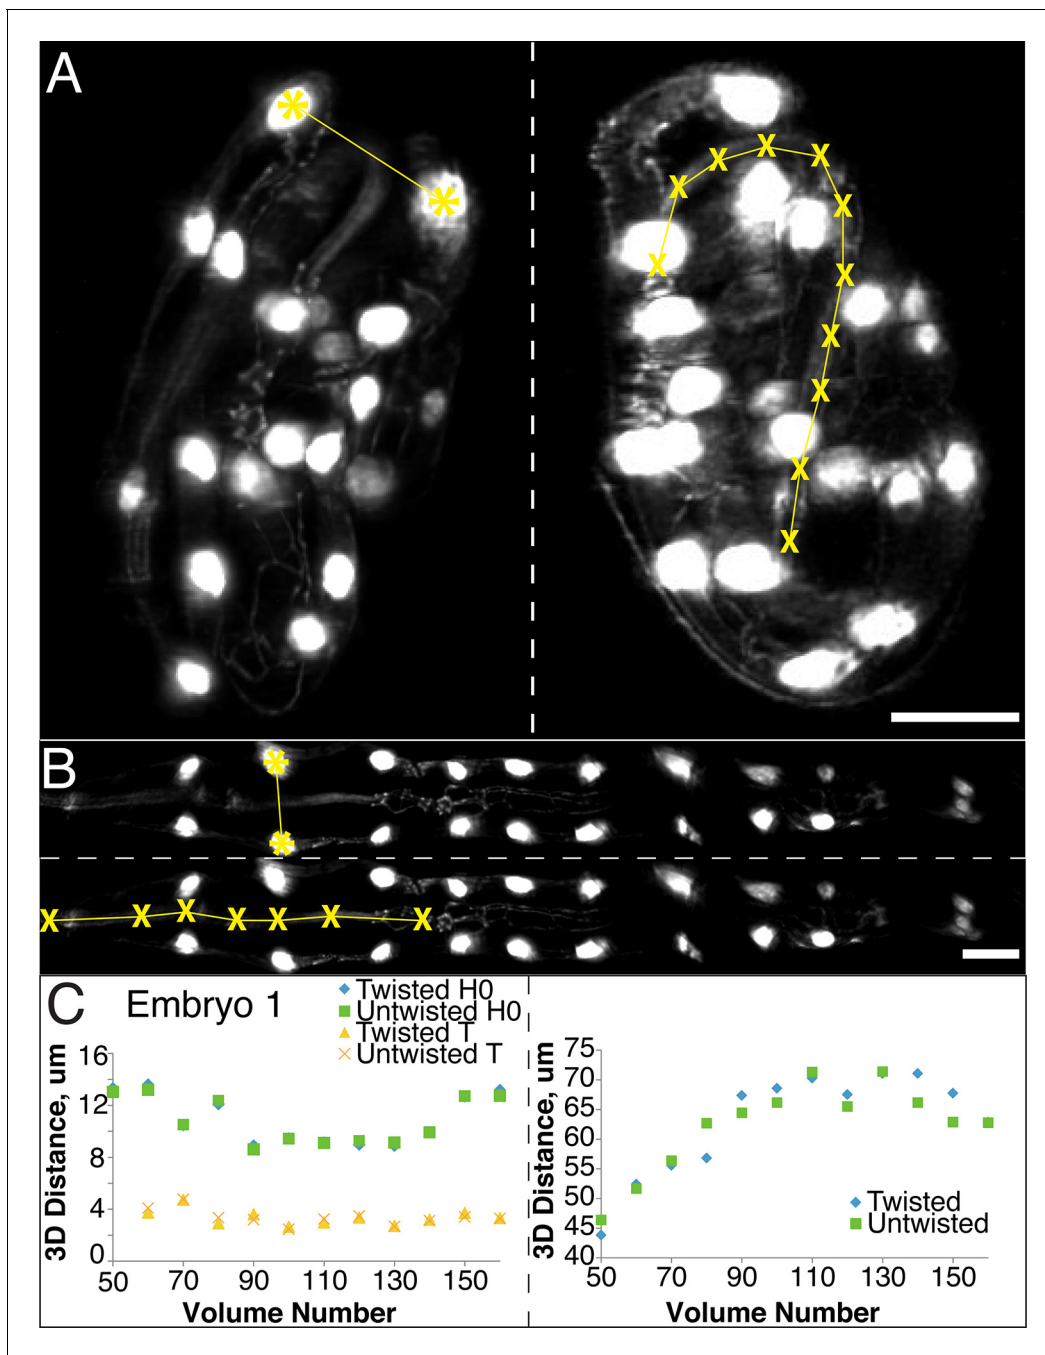 A
B
C
Embryo 1
Twisted H0
Untwisted H0
Twisted T
Untwisted T
3D Distance, um
16
12
8
4
0
50 70 90 110 130 150
Volume Number
3D Distance, um
75
70
65
60
55
50
45
40
Twisted
Untwisted
50 70 90 110 130 150
Volume Number